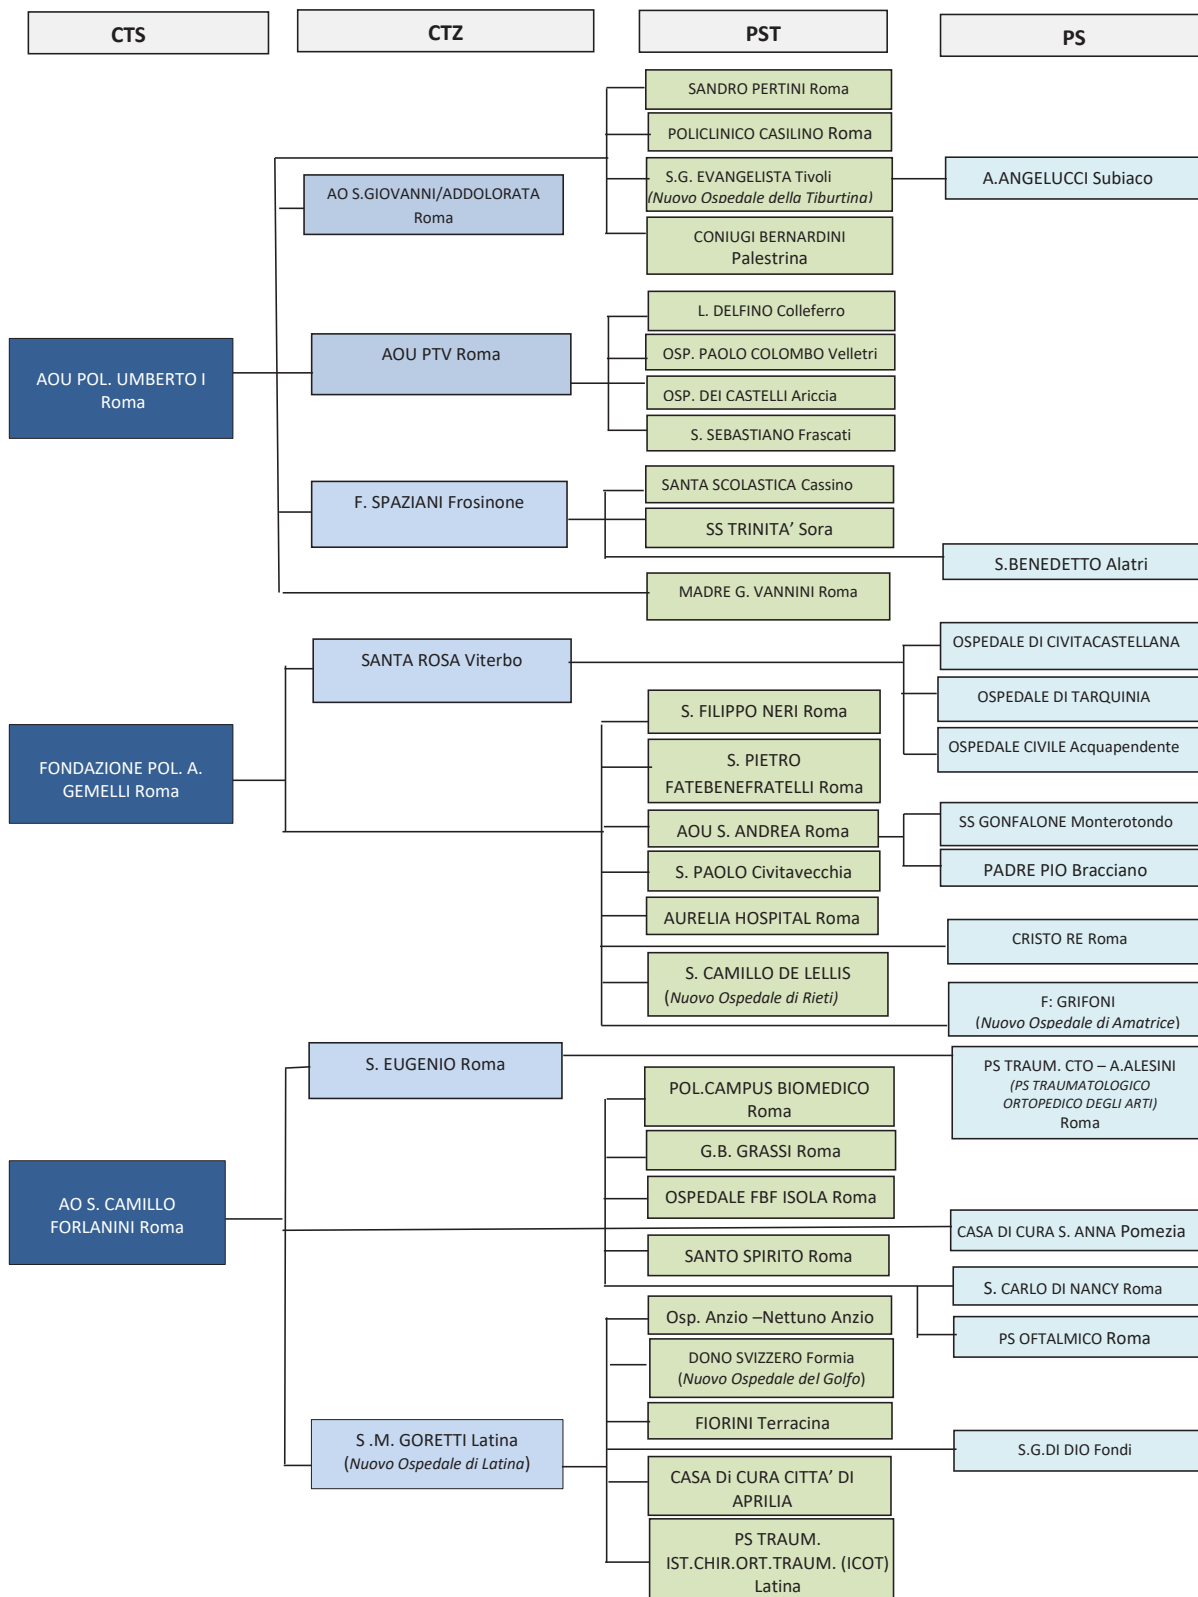 CTS
CTZ
PST
PS
SANDRO PERTINI Roma
POLICLINICO CASILINO Roma
S.G. EVANGELISTA Tivoli
(Nuovo Ospedale della Tiburtina)
A.ANGELUCCI Subiaco
AO S.GIOVANNI/ADDOLORATA
Roma
CONIUGI BERNARDINI
Palestrina
L. DELFINO Colleferro
AOU POL. UMBERTO I
Roma
AOU PTV Roma
OSP. PAOLO COLOMBO Velletri
OSP. DEI CASTELLI Ariccia
S. SEBASTIANO Frascati
F. SPAZIANI Frosinone
SANTA SCOLASTICA Cassino
SS TRINITA’ Sora
S.BENEDETTO Alatri
MADRE G. VANNINI Roma
SANTA ROSA Viterbo
OSPEDALE DI CIVITACASTELLANA
OSPEDALE DI TARQUINIA
OSPEDALE CIVILE Acquapendente
FONDAZIONE POL. A.
GEMELLI Roma
S. FILIPPO NERI Roma
S. PIETRO
FATEBENEFRATELLI Roma
AOU S. ANDREA Roma
SS GONFALONE Monterotondo
PADRE PIO Bracciano
S. PAOLO Civitavecchia
AURELIA HOSPITAL Roma
CRISTO RE Roma
S. CAMILLO DE LELLIS
(Nuovo Ospedale di Rieti)
F: GRIFONI
(Nuovo Ospedale di Amatrice)
S. EUGENIO Roma
PS TRAUM. CTO – A.ALESINI
(PS TRAUMATOLOGICO
ORTOPEDICO DEGLI ARTI)
Roma
POL.CAMPUS BIOMEDICO
Roma
G.B. GRASSI Roma
AO S. CAMILLO
FORLANINI Roma
OSPEDALE FBF ISOLA Roma
CASA DI CURA S. ANNA Pomezia
SANTO SPIRITO Roma
S. CARLO DI NANCY Roma
PS OFTALMICO Roma
Osp. Anzio –Nettuno Anzio
DONO SVIZZERO Formia
(Nuovo Ospedale del Golfo)
FIORINI Terracina
S .M. GORETTI Latina
(Nuovo Ospedale di Latina)
S.G.DI DIO Fondi
CASA Di CURA CITTA’ DI
APRILIA
PS TRAUM.
IST.CHIR.ORT.TRAUM. (ICOT)
Latina